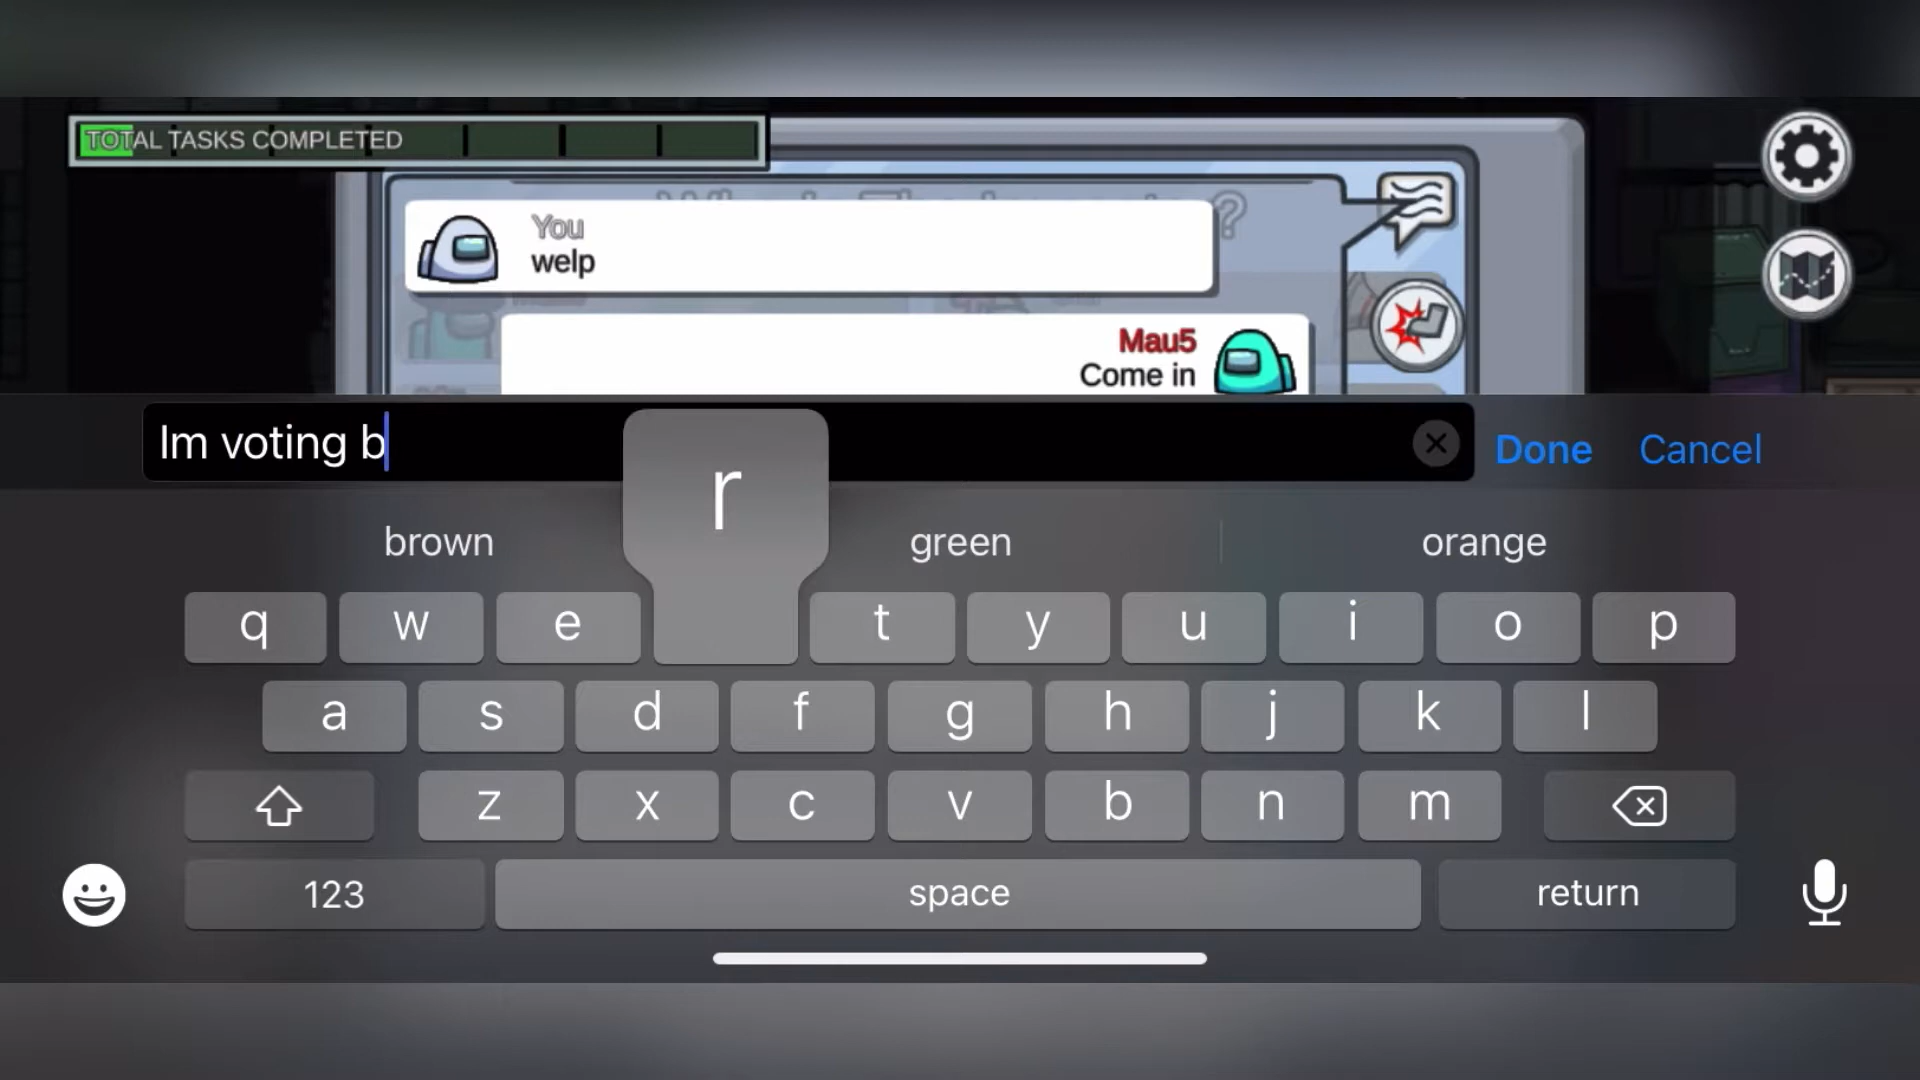 TOTAL TASKS COMPLETED
You
welp
Mau5
Come in
Im voting b
Done
Cancel
r
brown
green
orange
q w e t y u i o p
a s d f g h j k l
z x c v b n m
123
space
return